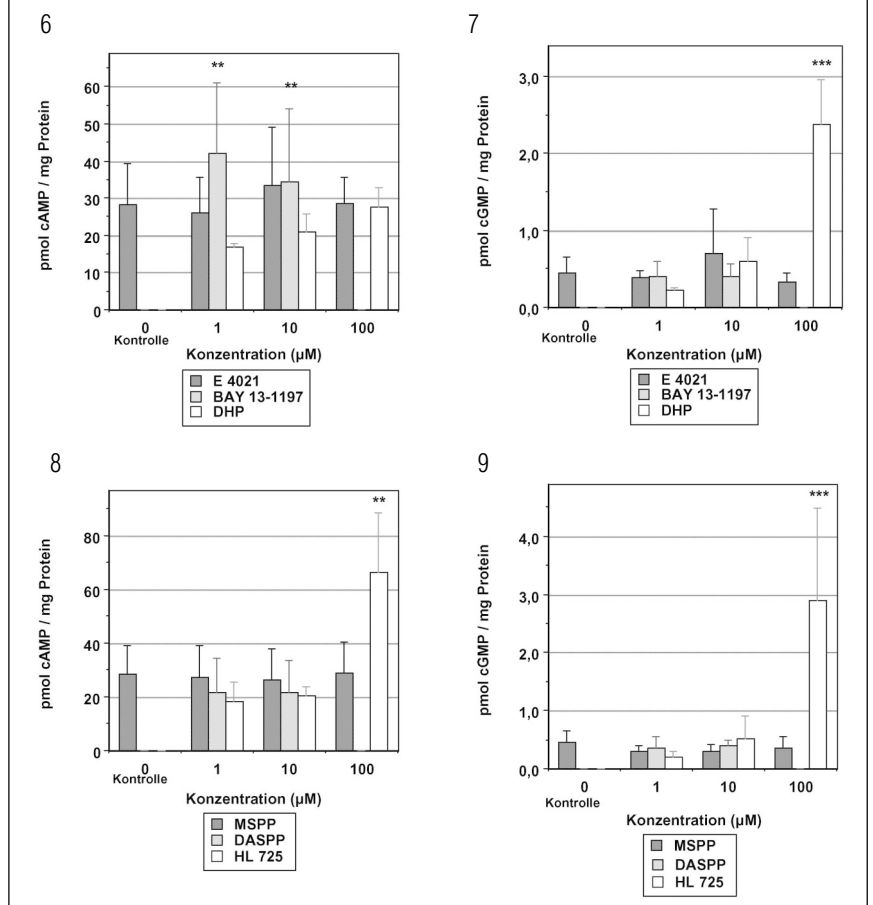 6
pmol cAMP / mg Protein
60
50
40
30
20
10
0
** **
0 1 10 100
Kontrolle
Konzentration (µM)
E 4021
BAY 13-1197
DHP
7
pmol cGMP / mg Protein
3,0
2,0
1,0
0,0
***
0 1 10 100
Kontrolle
Konzentration (µM)
E 4021
BAY 13-1197
DHP
8
pmol cAMP / mg Protein
80
60
40
20
0
**
0 1 10 100
Kontrolle
Konzentration (µM)
MSPP
DASPP
HL 725
9
pmol cGMP / mg Protein
4,0
3,0
2,0
1,0
0,0
***
0 1 10 100
Kontrolle
Konzentration (µM)
MSPP
DASPP
HL 725